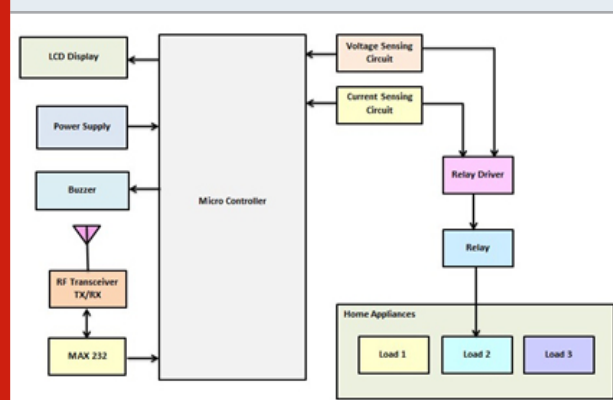 LCD Display
Power Supply
Buzzer
RF Transceiver
TX/RX
MAX 232
Micro Controller
Voltage Sensing
Circuit
Current Sensing
Circuit
Relay Driver
Relay
Home Appliances
Load 1
Load 2
Load 3